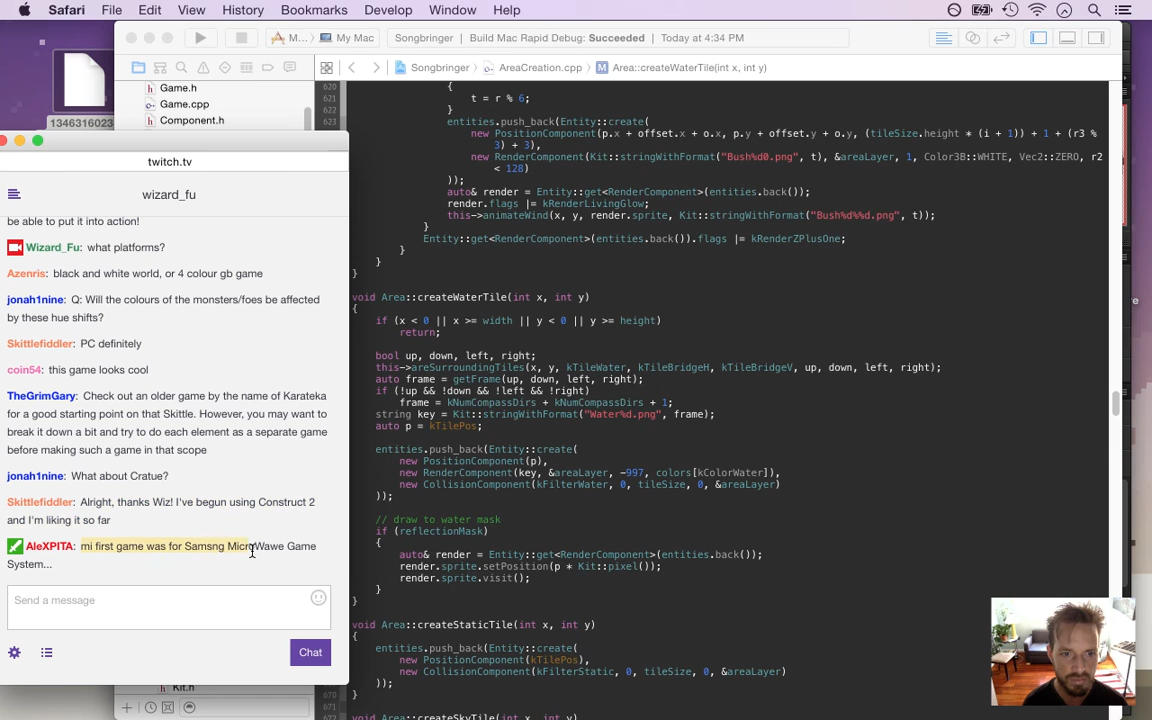 Safari File Edit View History Bookmarks Develop Window Help
M... My Mac Songbringer | Build Mac Rapid Debug: Succeeded | Today at 4:34 PM
Songbringer AreaCreation.cpp M Area::createWaterTile(int x, int y)
Game.h
Game.cpp
Component.h
1346316023
twitch.tv
wizard_fu
be able to put it into action!
Wizard_Fu: what platforms?
Azenris: black and white world, or 4 colour gb game
jonah1nine: Q: Will the colours of the monsters/foes be affected
by these hue shifts?
Skittlefiddler: PC definitely
coin54: this game looks cool
TheGrimGary: Check out an older game by the name of Karateka
for a good starting point on that Skittle. However, you may want to
break it down a bit and try to do each element as a separate game
before making such a game in that scope
jonah1nine: What about Cratue?
Skittlefiddler: Alright, thanks Wiz! I've begun using Construct 2
and I'm liking it so far
AleXPITA: mi first game was for Samsng MicroWawe Game
System...
Send a message
Chat
Kit.h
620 {
621 t = r % 6;
622 }
623 entities.push_back(Entity::create(
new PositionComponent(p.x + offset.x + o.x, p.y + offset.y + o.y, (tileSize.height * (i + 1)) + 1 + (r3 %
3) + 3),
new RenderComponent(Kit::stringWithFormat("Bush%d0.png", t), &areaLayer, 1, Color3B::WHITE, Vec2::ZERO, r2
< 128)
));
auto& render = Entity::get<RenderComponent>(entities.back());
render.flags |= kRenderLivingGlow;
this->animateWind(x, y, render.sprite, Kit::stringWithFormat("Bush%d%%d.png", t));
}
Entity::get<RenderComponent>(entities.back()).flags |= kRenderZPlusOne;
}
}
}
void Area::createWaterTile(int x, int y)
{
if (x < 0 || x >= width || y < 0 || y >= height)
return;
bool up, down, left, right;
this->areSurroundingTiles(x, y, kTileWater, kTileBridgeH, kTileBridgeV, up, down, left, right);
auto frame = getFrame(up, down, left, right);
if (!up && !down && !left && !right)
frame = kNumCompassDirs + kNumCompassDirs + 1;
string key = Kit::stringWithFormat("Water%d.png", frame);
auto p = kTilePos;
entities.push_back(Entity::create(
new PositionComponent(p),
new RenderComponent(key, &areaLayer, -997, colors[kColorWater]),
new CollisionComponent(kFilterWater, 0, tileSize, 0, &areaLayer)
));
// draw to water mask
if (reflectionMask)
{
auto& render = Entity::get<RenderComponent>(entities.back());
render.sprite.setPosition(p * Kit::pixel());
render.sprite.visit();
}
}
void Area::createStaticTile(int x, int y)
{
entities.push_back(Entity::create(
new PositionComponent(kTilePos),
new CollisionComponent(kFilterStatic, 0, tileSize, 0, &areaLayer)
670 ));
671 }
void Area::createSkyTile(int x, int y)